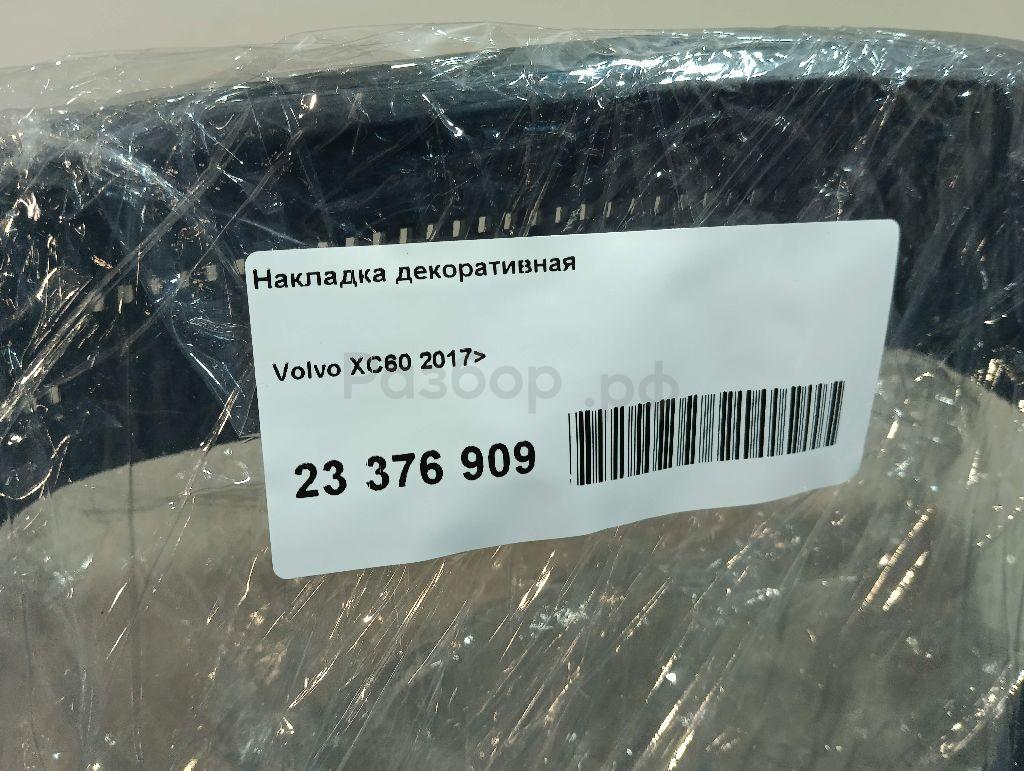 Накладка декоративная
Volvo XC60 2017>
Разбор.рф
23 376 909